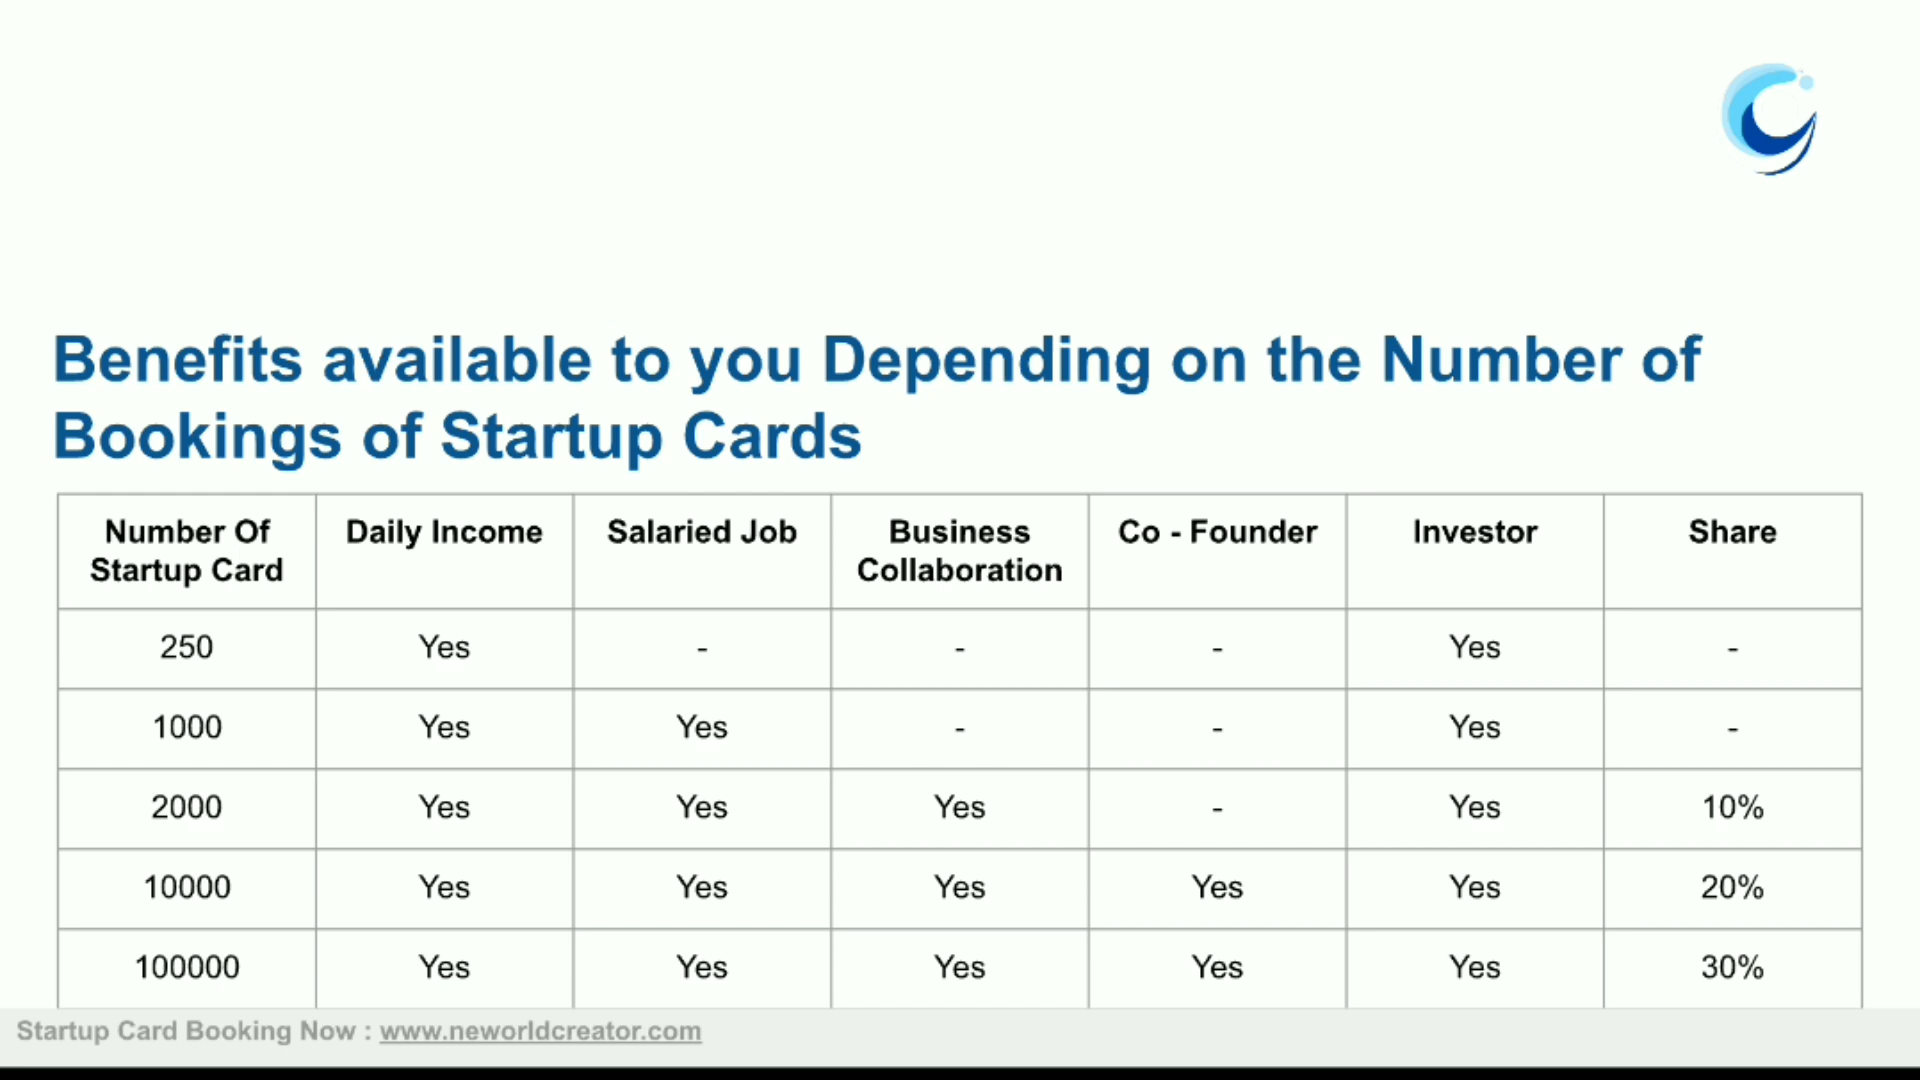 Benefits available to you Depending on the Number of
Bookings of Startup Cards
Number Of Startup Card Daily Income Salaried Job Business Collaboration Co - Founder Investor Share
250 Yes - - - Yes -
1000 Yes Yes - - Yes -
2000 Yes Yes Yes - Yes 10%
10000 Yes Yes Yes Yes Yes 20%
100000 Yes Yes Yes Yes Yes 30%
Startup Card Booking Now : www.neworldcreator.com